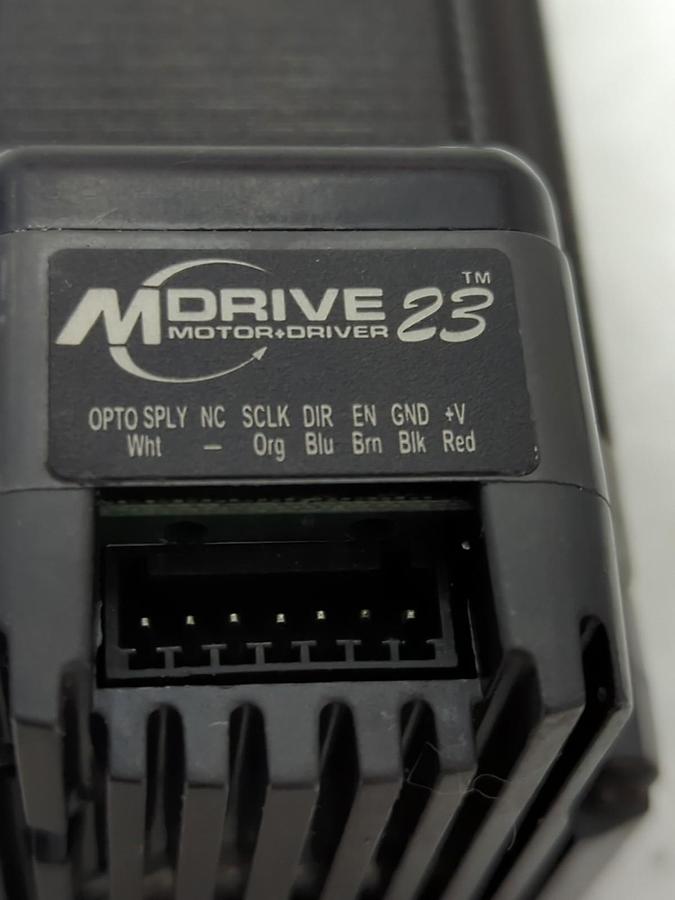 MDRIVE 23™
MOTOR+DRIVER
OPTO SPLY NC SCLK DIR EN GND +V
Wht – Org Blu Brn Blk Red